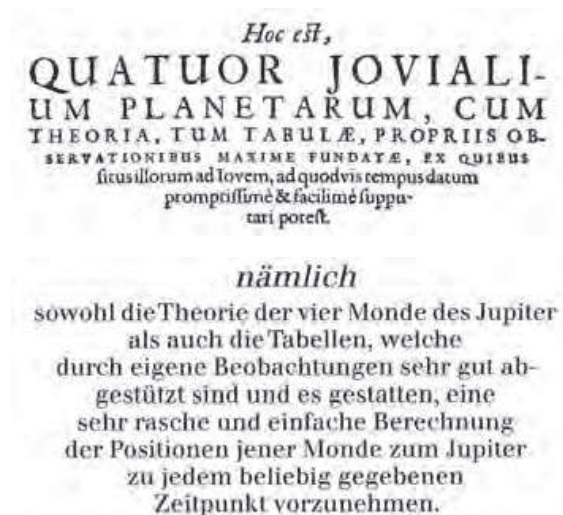 Hoc eſt,
QUATUOR JOVIALI-
UM PLANETARUM, CUM
THEORIA, TUM TABULÆ, PROPRIIS OB-
SERVATIONIBUS MAXIME FUNDATÆ, EX QUIBUS
ſitus illorum ad Iovem, ad quodvis tempus datum
promptiſſimè & facilimè ſuppu-
tari poteſt.
nämlich
sowohl die Theorie der vier Monde des Jupiter
als auch die Tabellen, welche
durch eigene Beobachtungen sehr gut ab-
gestützt sind und es gestatten, eine
sehr rasche und einfache Berechnung
der Positionen jener Monde zum Jupiter
zu jedem beliebig gegebenen
Zeitpunkt vorzunehmen.